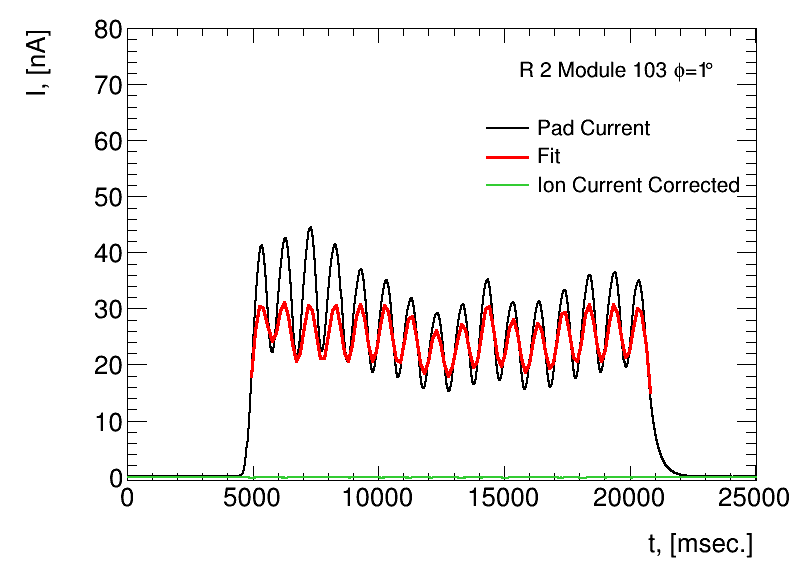 I, [nA]
80
70
60
50
40
30
20
10
0
R 2 Module 103 ϕ=1°
Pad Current
Fit
Ion Current Corrected
0 5000 10000 15000 20000 25000
t, [msec.]